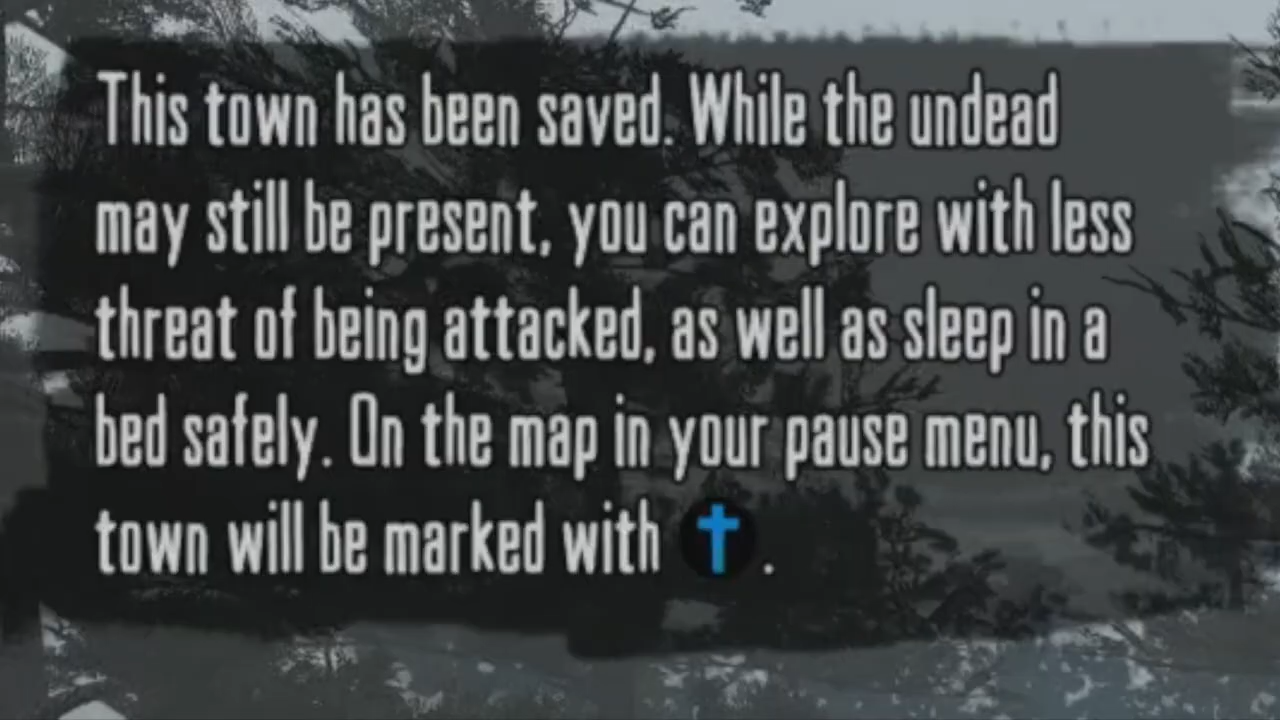 This town has been saved. While the undead
may still be present, you can explore with less
threat of being attacked, as well as sleep in a
bed safely. On the map in your pause menu, this
town will be marked with .